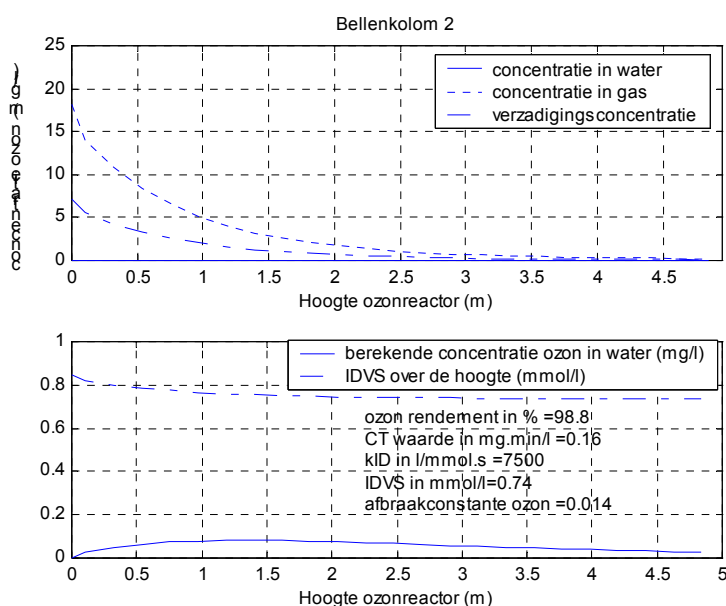 Bellenkolom 2
25
20
15
10
5
0
0
0.5
1
1.5
2
2.5
3
3.5
4
4.5
Hoogte ozonreactor (m)
concentratie in water
concentratie in gas
verzadigingsconcentratie
1
0.8
0.6
0.4
0.2
0
0
0.5
1
1.5
2
2.5
3
3.5
4
4.5
5
Hoogte ozonreactor (m)
berekende concentratie ozon in water (mg/l)
IDVS over de hoogte (mmol/l)
ozon rendement in % =98.8
CT waarde in mg.min/l =0.16
kID in l/mmol.s =7500
IDVS in mmol/l=0.74
afbraakconstante ozon =0.014